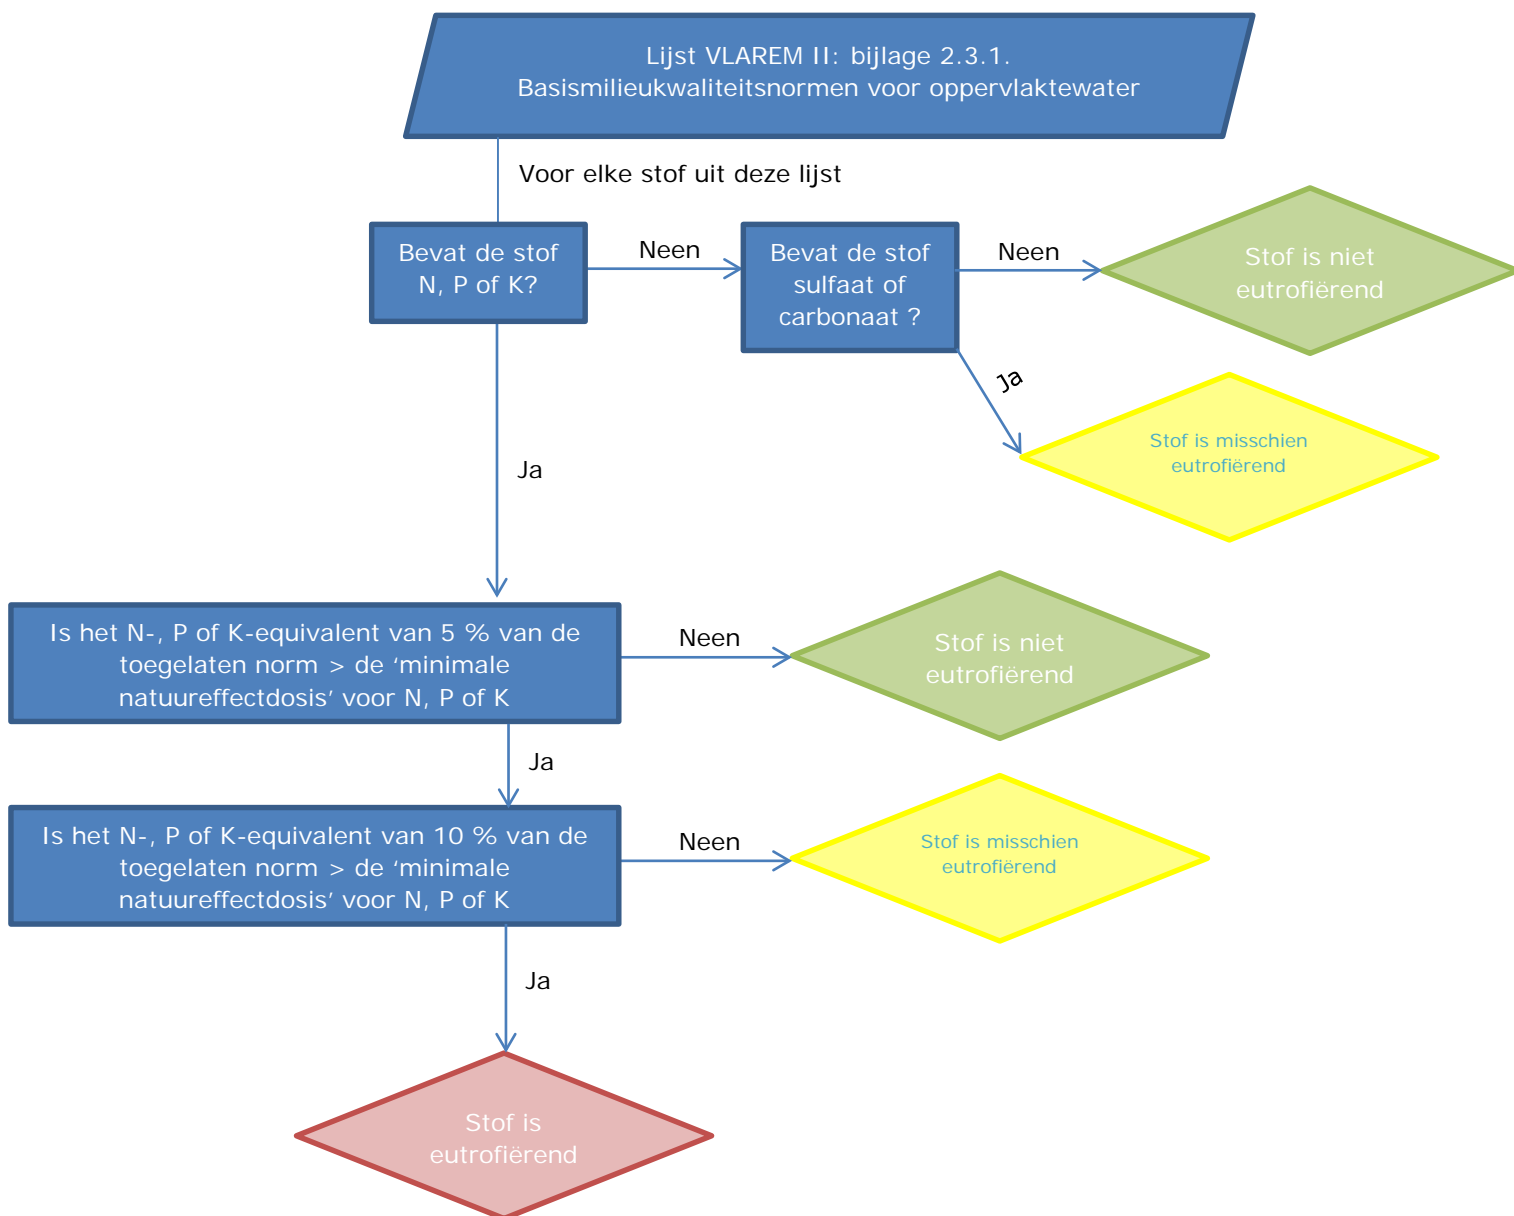 Lijst VLAREM II: bijlage 2.3.1.
Basismilieukwaliteitsnormen voor oppervlaktewater
Voor elke stof uit deze lijst
Bevat de stof
N, P of K?
Neen
Bevat de stof
sulfaat of
carbonaat ?
Neen
Stof is niet
eutrofiërend
Ja
Stof is misschien
eutrofiërend
Ja
Is het N-, P of K-equivalent van 5 % van de
toegelaten norm > de ‘minimale
natuureffectdosis’ voor N, P of K
Neen
Stof is niet
eutrofiërend
Ja
Is het N-, P of K-equivalent van 10 % van de
toegelaten norm > de ‘minimale
natuureffectdosis’ voor N, P of K
Neen
Stof is misschien
eutrofiërend
Ja
Stof is
eutrofiërend